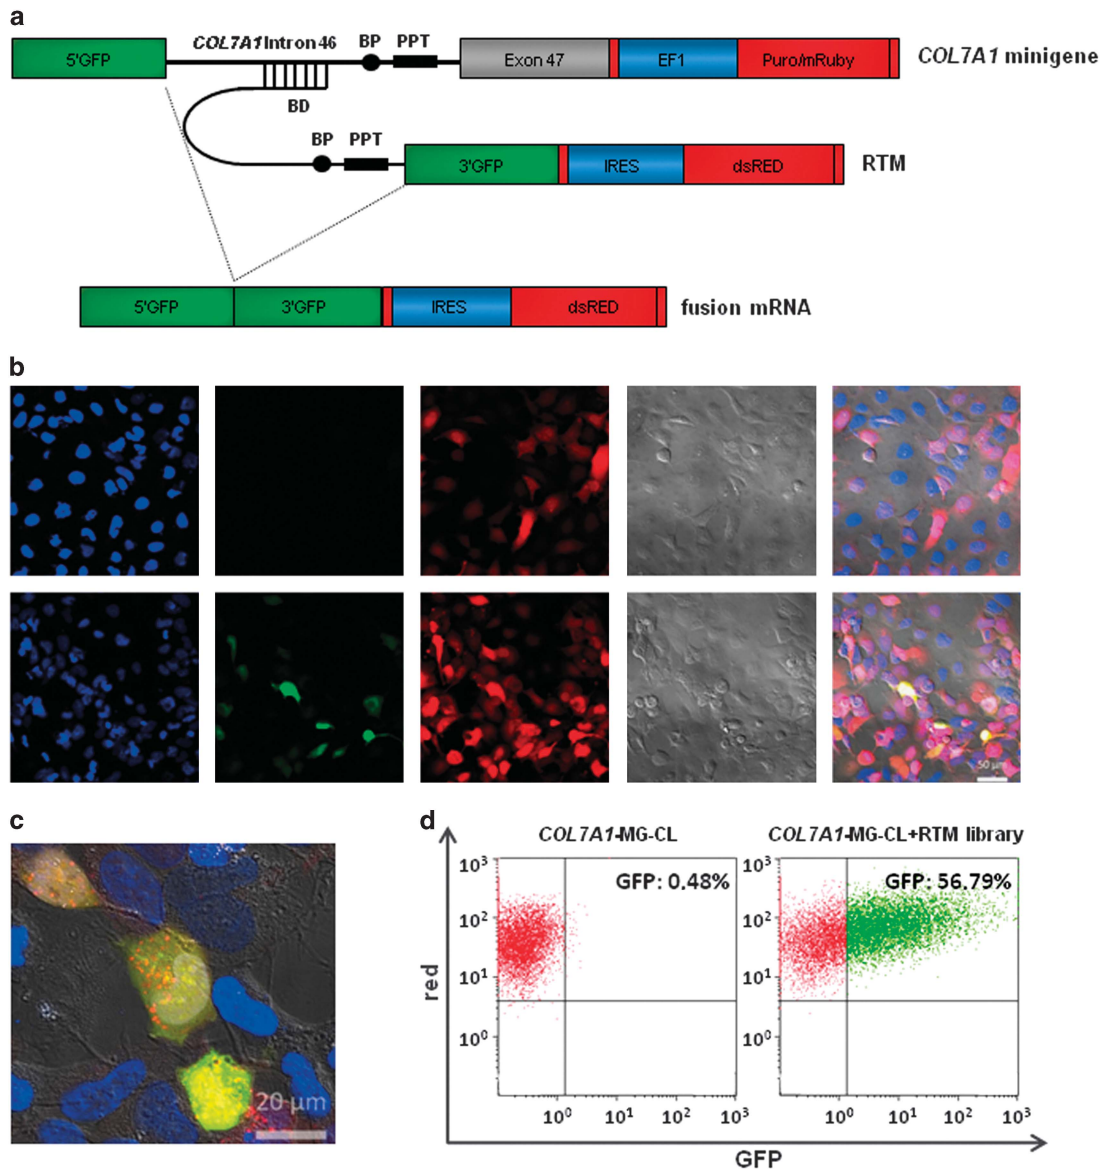 a
COL7A1 Intron 46 BP PPT
5'GFP Exon 47 EF1 Puro/mRuby COL7A1 minigene
BD
BP PPT
3'GFP IRES dsRED RTM
5'GFP 3'GFP IRES dsRED fusion mRNA
b
50 µm
c
20 µm
d
COL7A1-MG-CL COL7A1-MG-CL+RTM library
10³ GFP: 0.48% 10³ GFP: 56.79%
10² 10²
10¹ 10¹
10⁰ 10⁰
10⁰ 10¹ 10² 10³ 10⁰ 10¹ 10² 10³
red
GFP